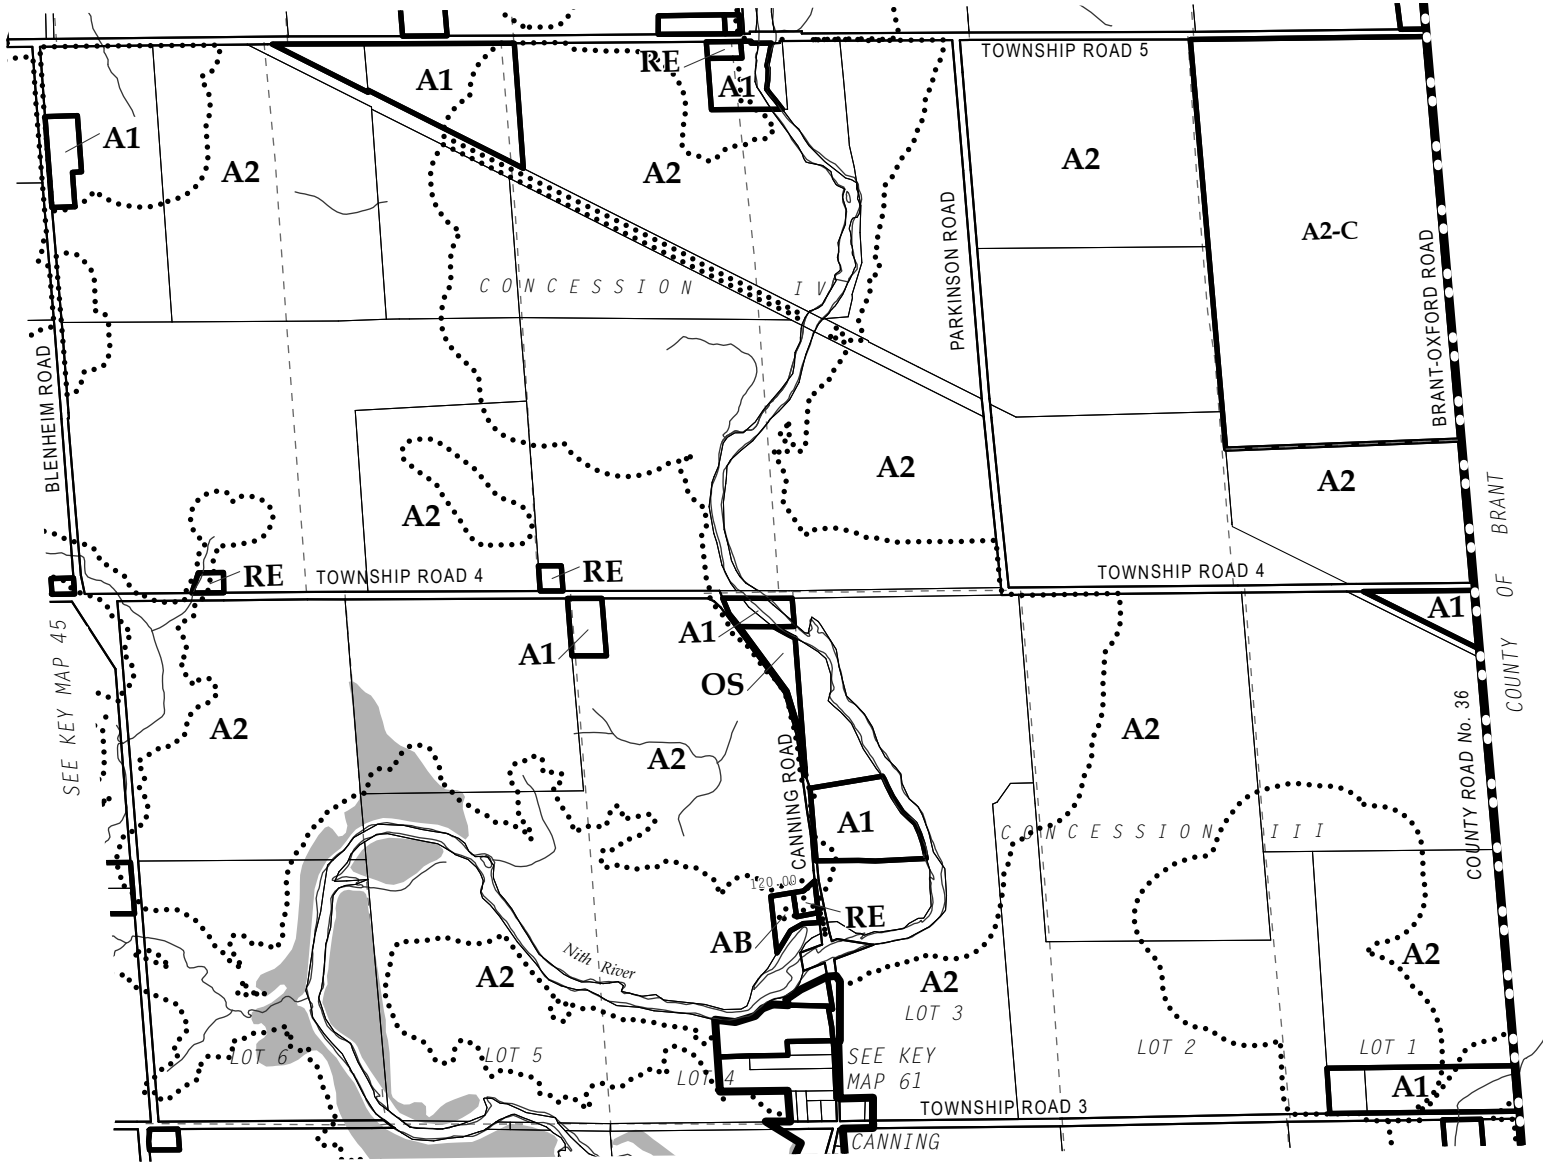 TOWNSHIP ROAD 5
RE
A1
A1
A1
A2
A2
A2
PARKINSON ROAD
A2-C
BRANT-OXFORD ROAD
CONCESSION IV
BLENHEIM ROAD
A2
A2
A2
COUNTY OF BRANT
RE
TOWNSHIP ROAD 4
RE
TOWNSHIP ROAD 4
A1
A1
A1
OS
SEE KEY MAP 45
A2
A2
A2
CANNING ROAD
COUNTY ROAD No. 36
A1
CONCESSION III
120.00
RE
AB
Nith River
A2
A2
A2
LOT 3
LOT 6
LOT 5
LOT 4
SEE KEY
MAP 61
LOT 2
LOT 1
A1
TOWNSHIP ROAD 3
CANNING